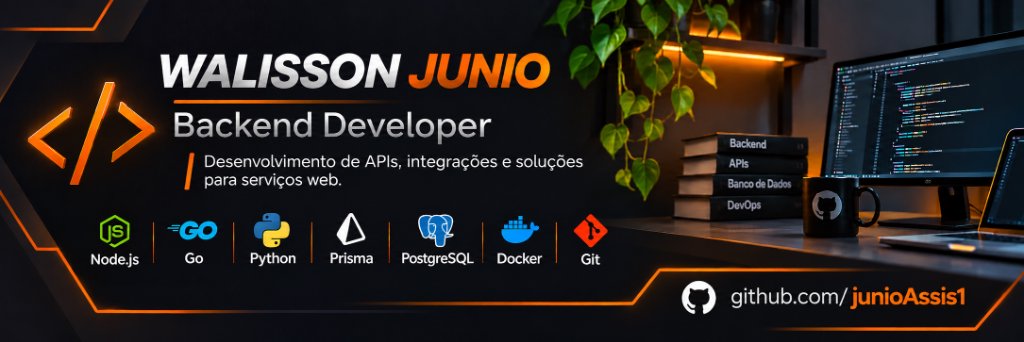 WALISSON JUNIO
Backend Developer
Desenvolvimento de APIs, integrações e soluções
para serviços web.
JS
Node.js
GO
Go
Python
Prisma
PostgreSQL
Docker
Git
Backend
APIs
Banco de Dados
DevOps
github.com/junioAssis1